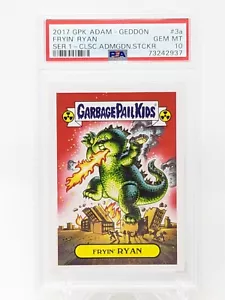 2017 GPK ADAM - GEDDON #3a
FRYIN' RYAN GEM MT
SER.1 - CLSC.ADMGDN.STCKR 10
PSA 73242937
GARBAGE PAIL KIDS
FRYIN' RYAN